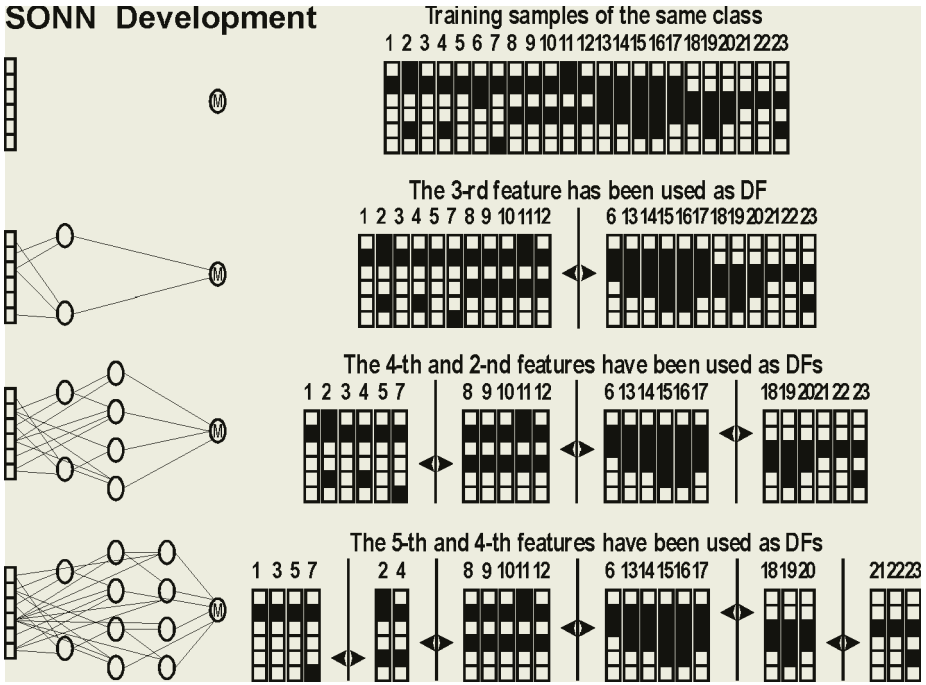 SONN Development
Training samples of the same class
1 2 3 4 5 6 7 8 9 10 11 12 13 14 15 16 17 18 19 20 21 22 23
M
The 3-rd feature has been used as DF
1 2 3 4 5 7 8 9 10 11 12 6 13 14 15 16 17 18 19 20 21 22 23
M
The 4-th and 2-nd features have been used as DFs
1 2 3 4 5 7 8 9 10 11 12 6 13 14 15 16 17 18 19 20 21 22 23
M
The 5-th and 4-th features have been used as DFs
1 3 5 7 2 4 8 9 10 11 12 6 13 14 15 16 17 18 19 20 21 22 23
M